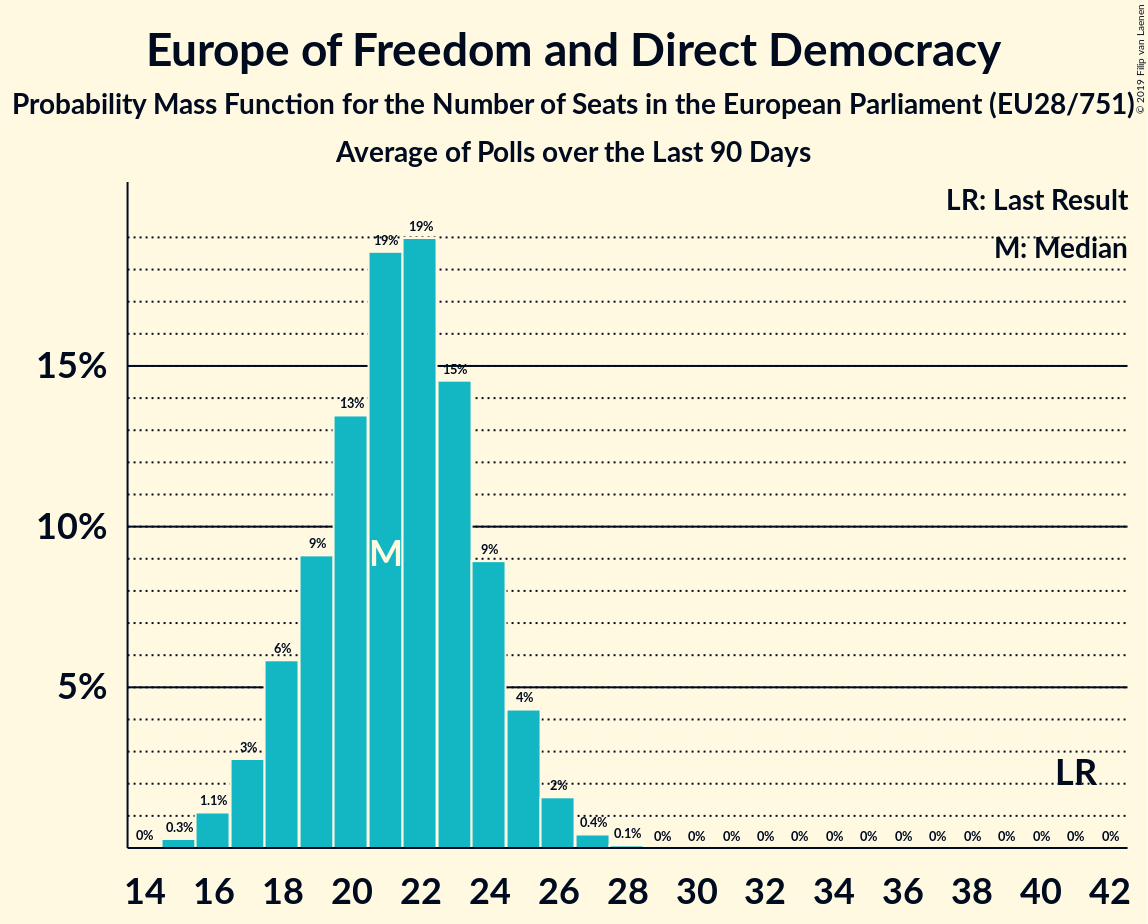 Europe of Freedom and Direct Democracy
Probability Mass Function for the Number of Seats in the European Parliament (EU28/751)
Average of Polls over the Last 90 Days
© 2019 Filip van Laenen
LR: Last Result
M: Median
15%
10%
5%
0% 0.3% 1.1% 3% 6% 9% 13% 19% 19% 15% 9% 4% 2% 0.4% 0.1% 0% 0% 0% 0% 0% 0% 0% 0% 0% 0% 0% 0% 0% 0%
M
LR
14 16 18 20 22 24 26 28 30 32 34 36 38 40 42